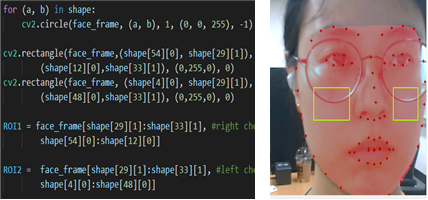 for (a, b) in shape:
cv2.circle(face_frame, (a, b), 1, (0, 0, 255), -1)
cv2.rectangle(face_frame,(shape[54][0], shape[29][1]),
(shape[12][0],shape[33][1]), (0,255,0), 0)
cv2.rectangle(face_frame, (shape[4][0], shape[29][1]),
(shape[48][0],shape[33][1]), (0,255,0), 0)
ROI1 = face_frame[shape[29][1]:shape[33][1], #right che
shape[54][0]:shape[12][0]]
ROI2 = face_frame[shape[29][1]:shape[33][1], #left che
shape[4][0]:shape[48][0]]